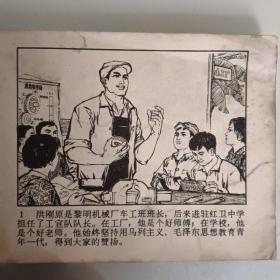 1 洪刚原是黎明机械厂车工班班长，后来进驻红卫中学
担任了工宣队队长。在工厂，他是个好师傅；在学校，他
是个好老师。他始终坚持用马列主义、毛泽东思想教育青
年一代，得到大家的赞扬。